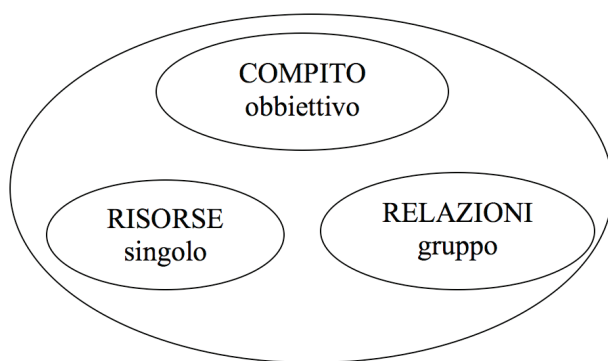 COMPITO
obbiettivo
RISORSE
singolo
RELAZIONI
gruppo